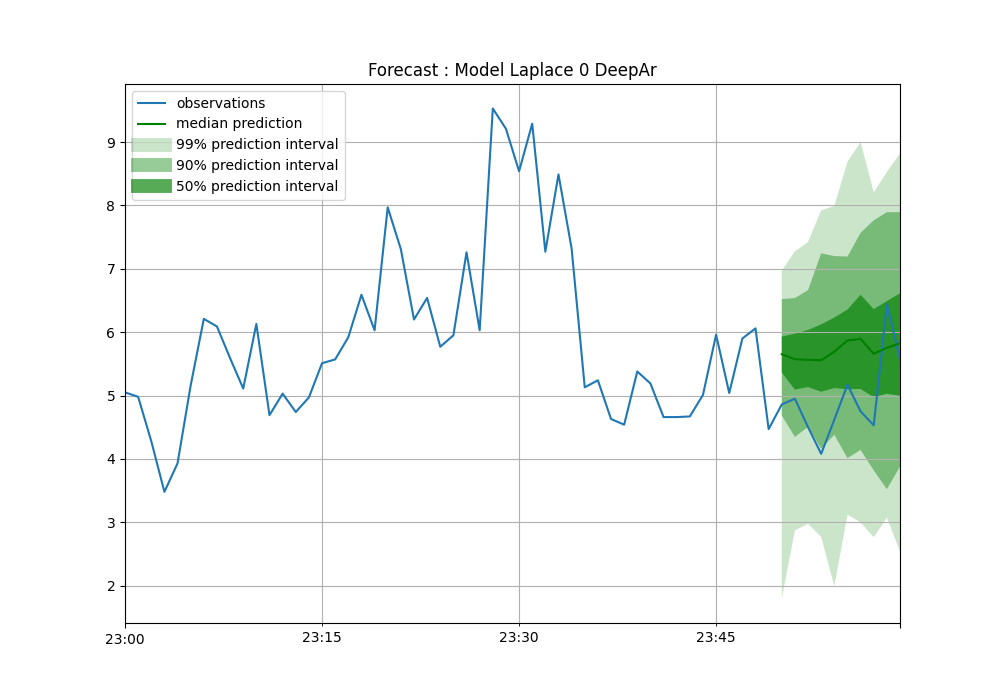 Forecast : Model Laplace 0 DeepAr
observations
median prediction
99% prediction interval
90% prediction interval
50% prediction interval
9
8
7
6
5
4
3
2
23:00
23:15
23:30
23:45